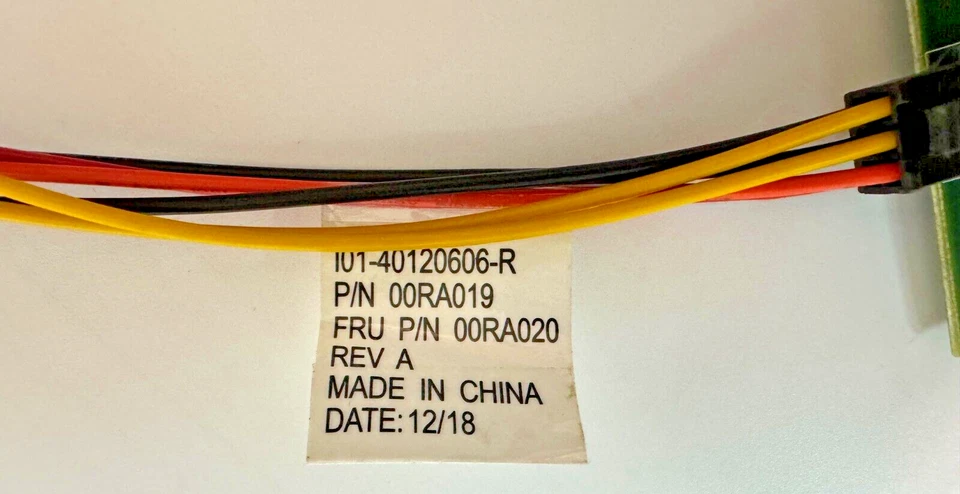 I01-40120606-R
P/N 00RA019
FRU P/N 00RA020
REV A
MADE IN CHINA
DATE: 12/18